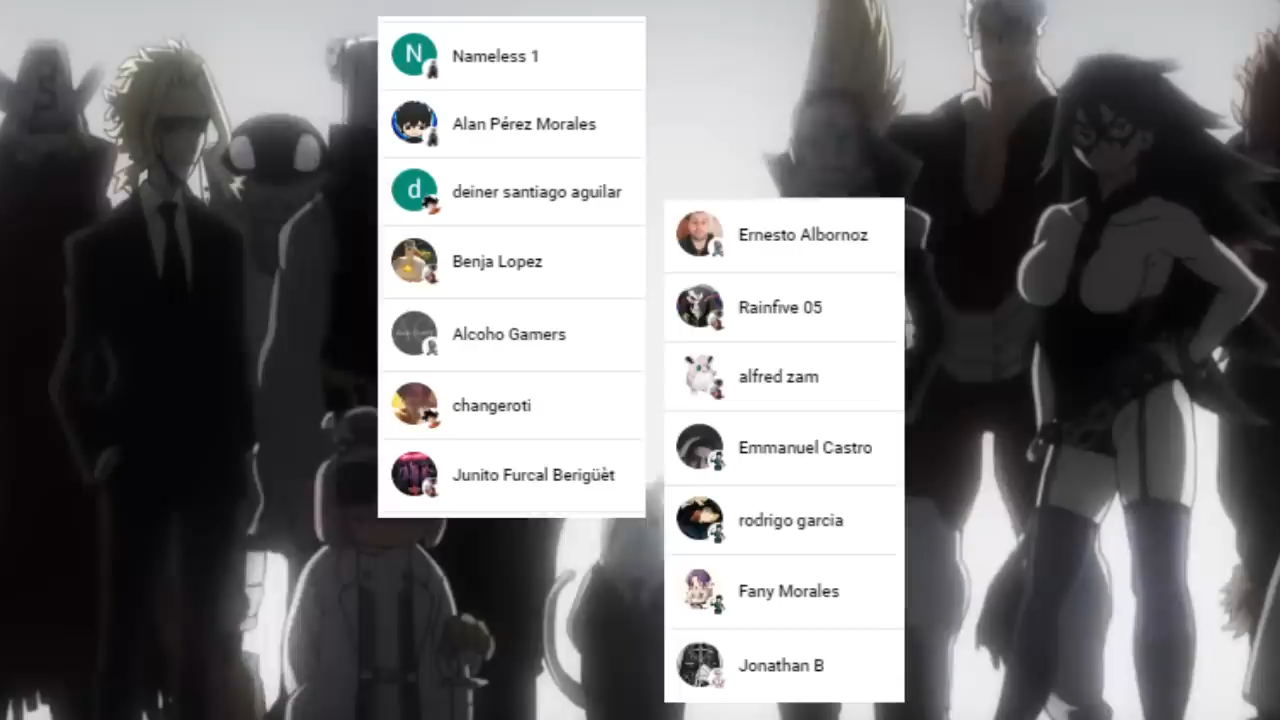 N
Nameless 1
Alan Pérez Morales
d
deiner santiago aguilar
Benja Lopez
Alcoho Gamers
changeroti
Junito Furcal Berigüèt
Ernesto Albornoz
Rainfive 05
alfred zam
Emmanuel Castro
rodrigo garcia
Fany Morales
Jonathan B